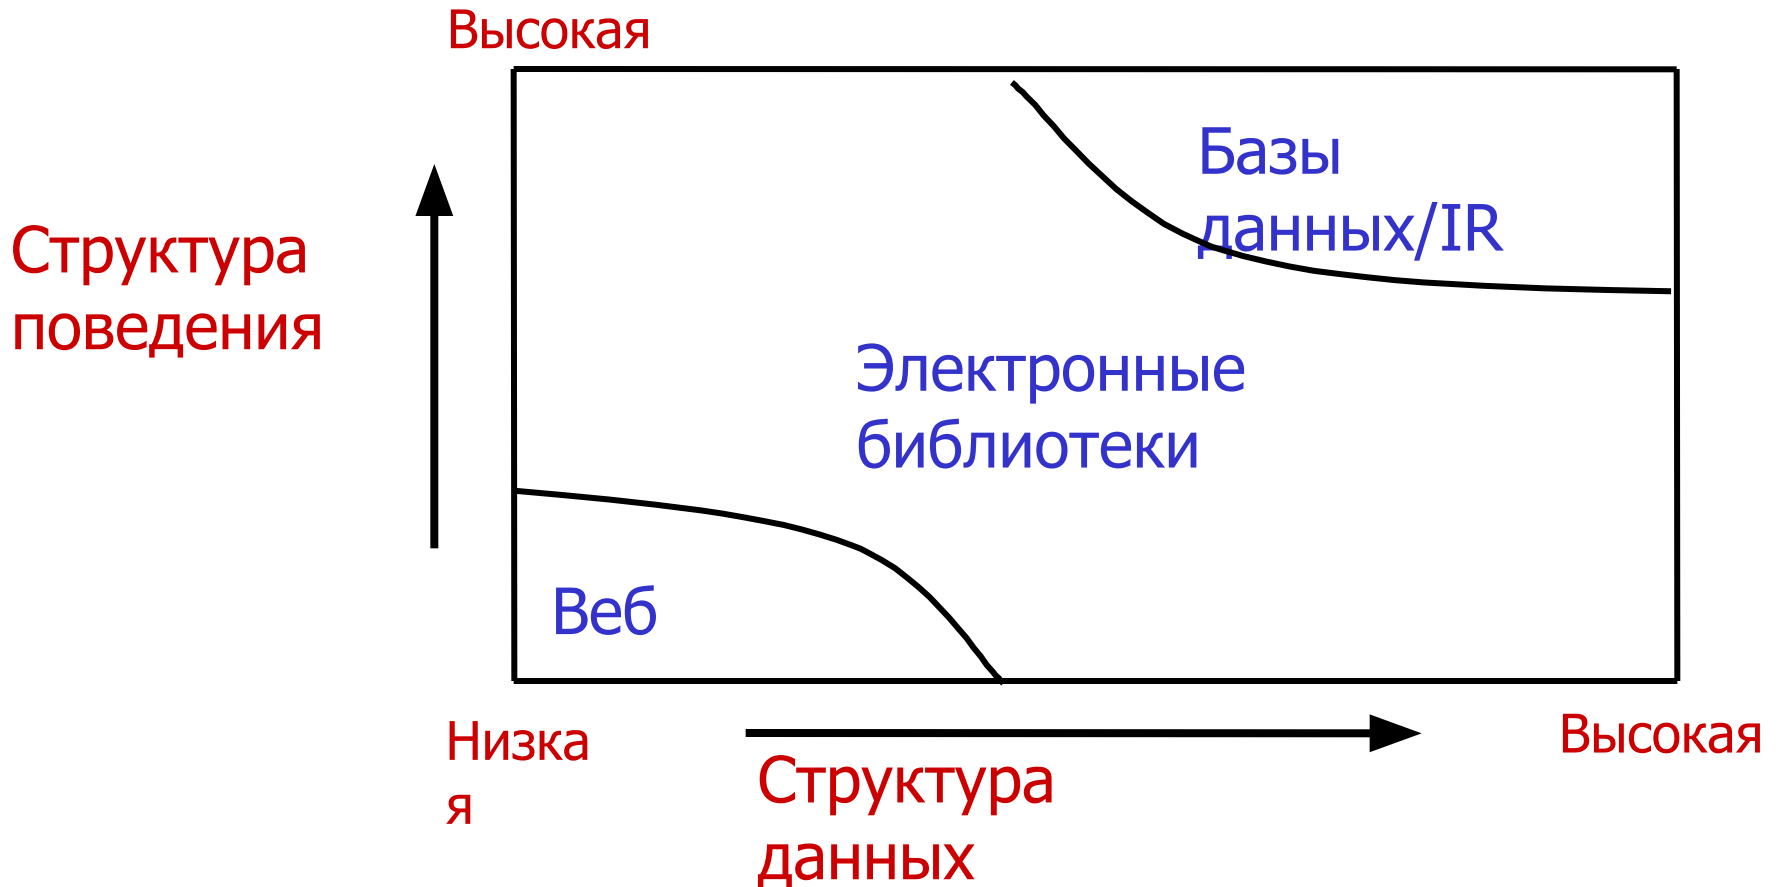 Высокая
Базы
данных/IR
Структура
поведения
Электронные
библиотеки
Веб
Низка
я
Высокая
Структура
данных